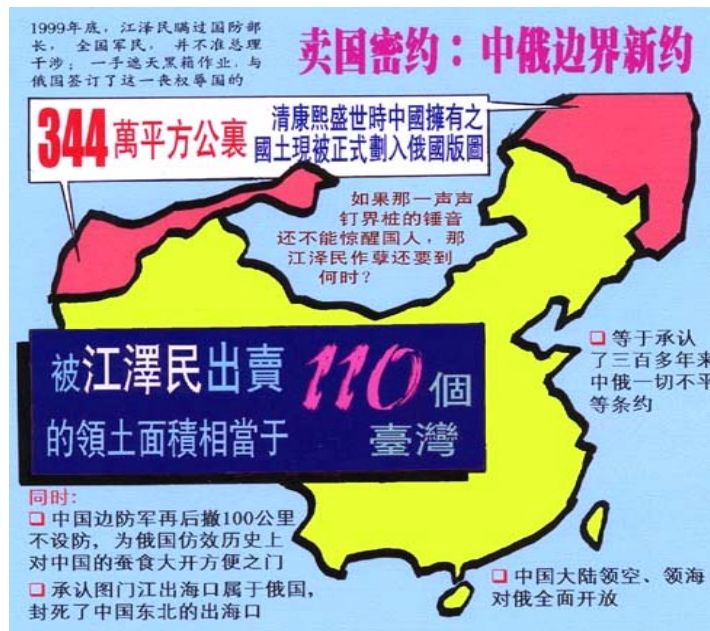 1999年底，江泽民瞒过国防部
长， 全国军民， 并不准总理
干涉； 一手遮天黑箱作业，与
俄国签订了这一丧权辱国的
卖国密约：中俄边界新约
344萬平方公裏
清康熙盛世時中國擁有之
國土現被正式劃入俄國版圖
如果那一声声
钉界桩的锤音
还不能惊醒国人，那
江泽民作孽还要到
何时？
被江澤民出賣110個
的領土面積相當于 臺灣
□ 等于承认
了三百多年来
中俄一切不平
等条约
同时：
□ 中国边防军再后撤100公里
不设防，为俄国仿效历史上
对中国的蚕食大开方便之门
□ 承认图门江出海口属于俄国，
封死了中国东北的出海口
□ 中国大陆领空、领海
对俄全面开放